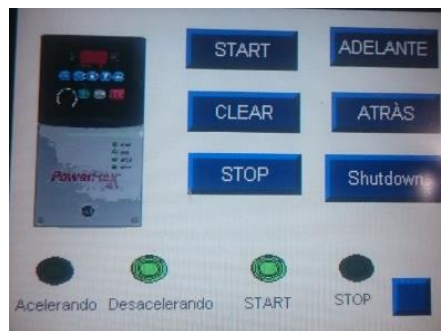 START
ADELANTE
CLEAR
ATRÀS
STOP
Shutdown
PowerFlex
Acelerando
Desacelerando
START
STOP